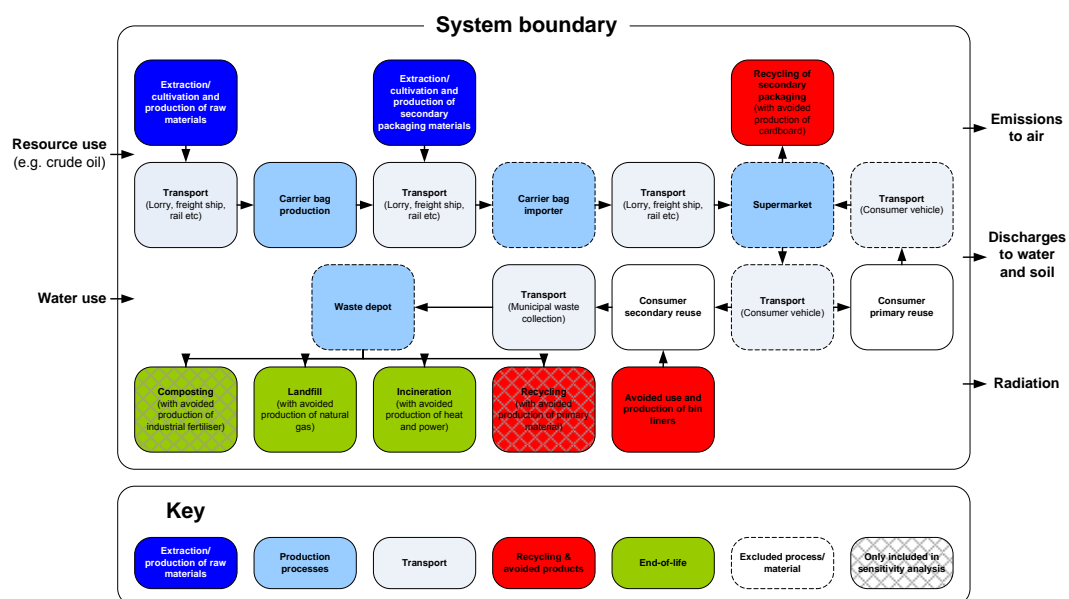 System boundary
Extraction/
cultivation and
production of raw
materials
Extraction/
cultivation and
production of
secondary
packaging materials
Recycling of
secondary
packaging
(with avoided
production of
cardboard)
Resource use
(e.g. crude oil)
Emissions
to air
Transport
(Lorry, freight ship,
rail etc)
Carrier bag
production
Transport
(Lorry, freight ship,
rail etc)
Carrier bag
importer
Transport
(Lorry, freight ship,
rail etc)
Supermarket
Transport
(Consumer vehicle)
Discharges
to water
and soil
Water use
Waste depot
Transport
(Municipal waste
collection)
Consumer
secondary reuse
Transport
(Consumer vehicle)
Consumer
primary reuse
Composting
(with avoided
production of
industrial fertiliser)
Landfill
(with avoided
production of natural
gas)
Incineration
(with avoided
production of heat
and power)
Recycling
(with avoided
production of primary
material)
Avoided use and
production of bin
liners
Radiation
Key
Extraction/
production of raw
materials
Production
processes
Transport
Recycling &
avoided products
End-of-life
Excluded process/
material
Only included in
sensitivity analysis